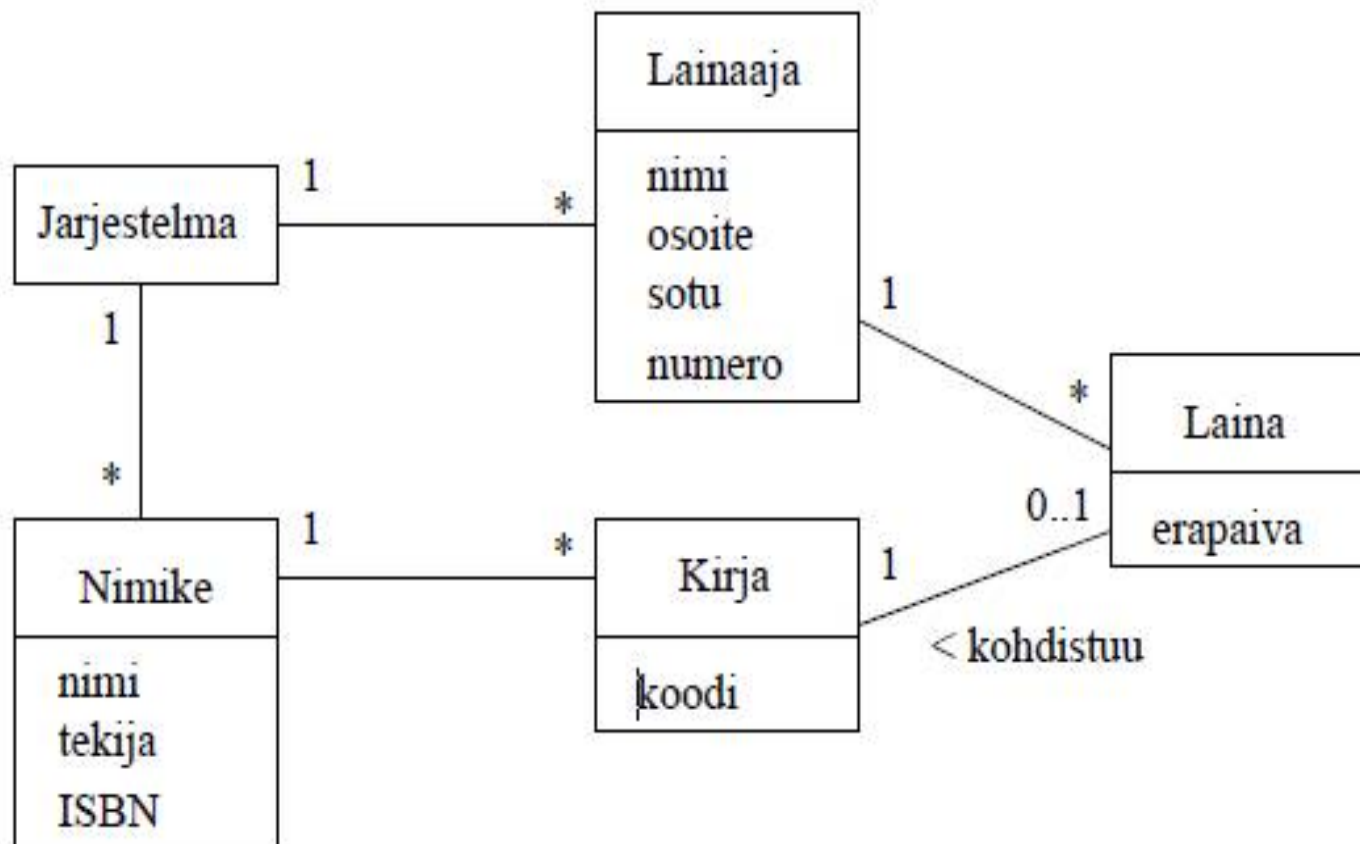 Lainaaja
nimi
osoite
sotu
numero
Jarjestelma
1
*
1
*
1
*
Laina
erapaiva
0..1
1
< kohdistuu
Nimike
nimi
tekija
ISBN
1
*
Kirja
koodi